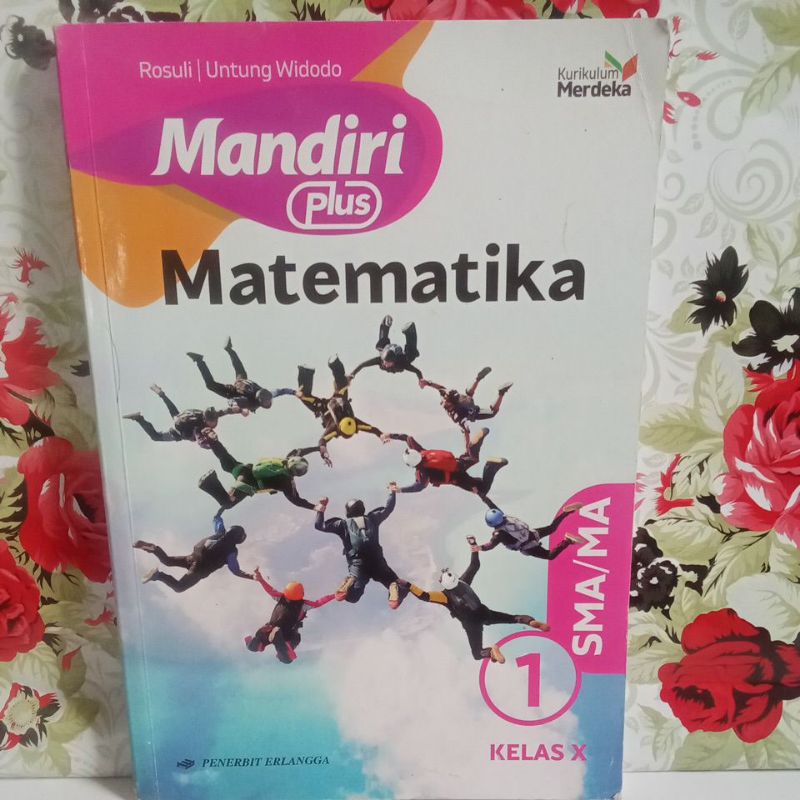 Rosuli | Untung Widodo
Kurikulum
Merdeka
Mandiri
Plus
Matematika
SMA/MA
1
KELAS X
PENERBIT ERLANGGA